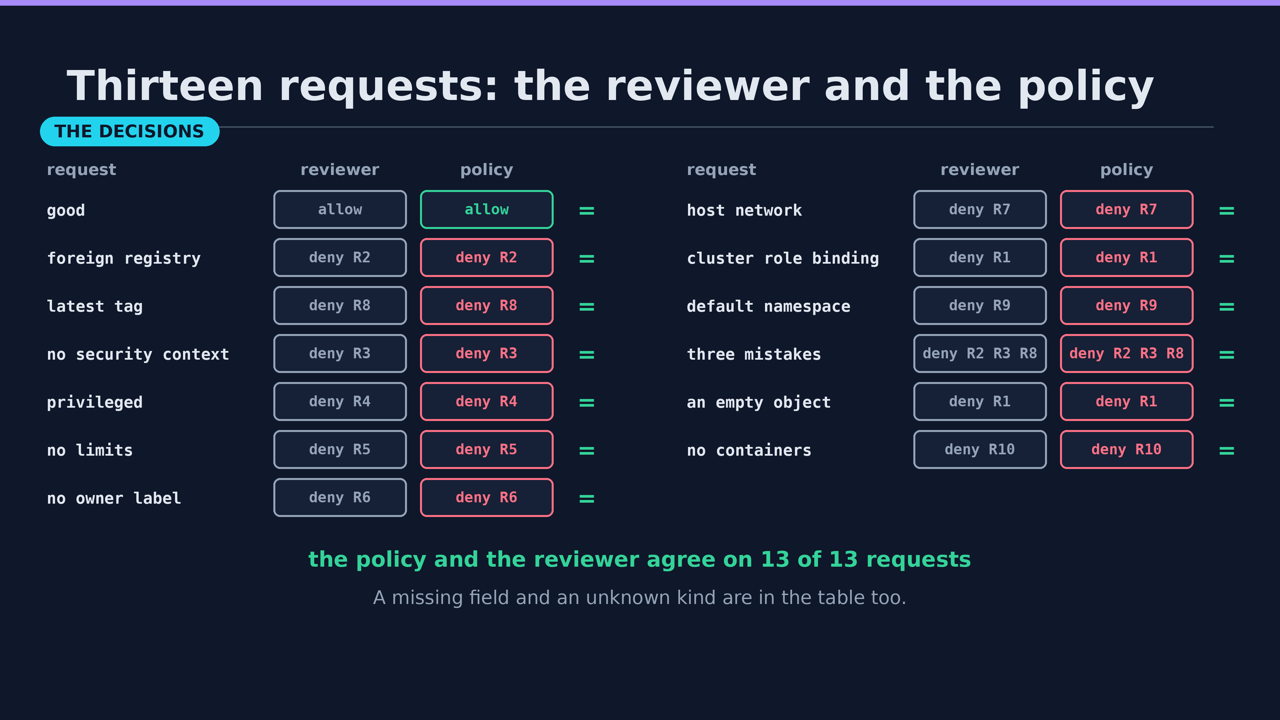 Thirteen requests: the reviewer and the policy
THE DECISIONS
request reviewer policy
good allow allow =
foreign registry deny R2 deny R2 =
latest tag deny R8 deny R8 =
no security context deny R3 deny R3 =
privileged deny R4 deny R4 =
no limits deny R5 deny R5 =
no owner label deny R6 deny R6 =
request reviewer policy
host network deny R7 deny R7 =
cluster role binding deny R1 deny R1 =
default namespace deny R9 deny R9 =
three mistakes deny R2 R3 R8 deny R2 R3 R8 =
an empty object deny R1 deny R1 =
no containers deny R10 deny R10 =
the policy and the reviewer agree on 13 of 13 requests
A missing field and an unknown kind are in the table too.